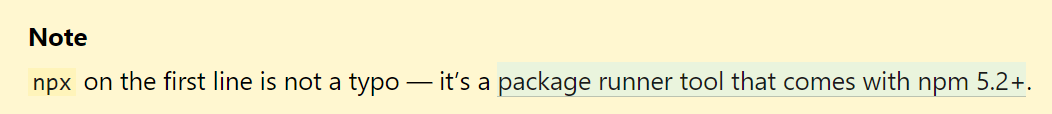 Note
npx on the first line is not a typo — it’s a package runner tool that comes with npm 5.2+.